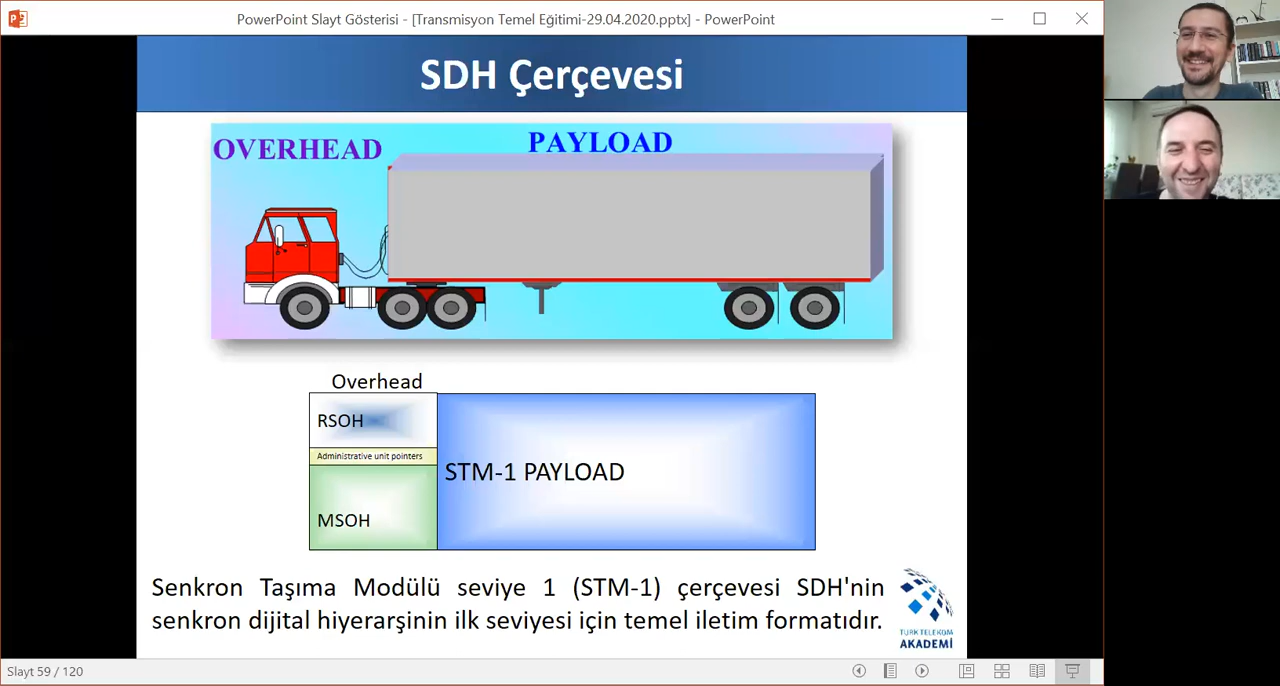 PowerPoint Slayt Gösterisi - [Transmisyon Temel Eğitimi-29.04.2020.pptx] - PowerPoint
SDH Çerçevesi
OVERHEAD
PAYLOAD
Overhead
RSOH
Administrative unit pointers
STM-1 PAYLOAD
MSOH
Senkron Taşıma Modülü seviye 1 (STM-1) çerçevesi SDH'nin
senkron dijital hiyerarşinin ilk seviyesi için temel iletim formatıdır.
TÜRK TELEKOM
AKADEMİ
Slayt 59 / 120